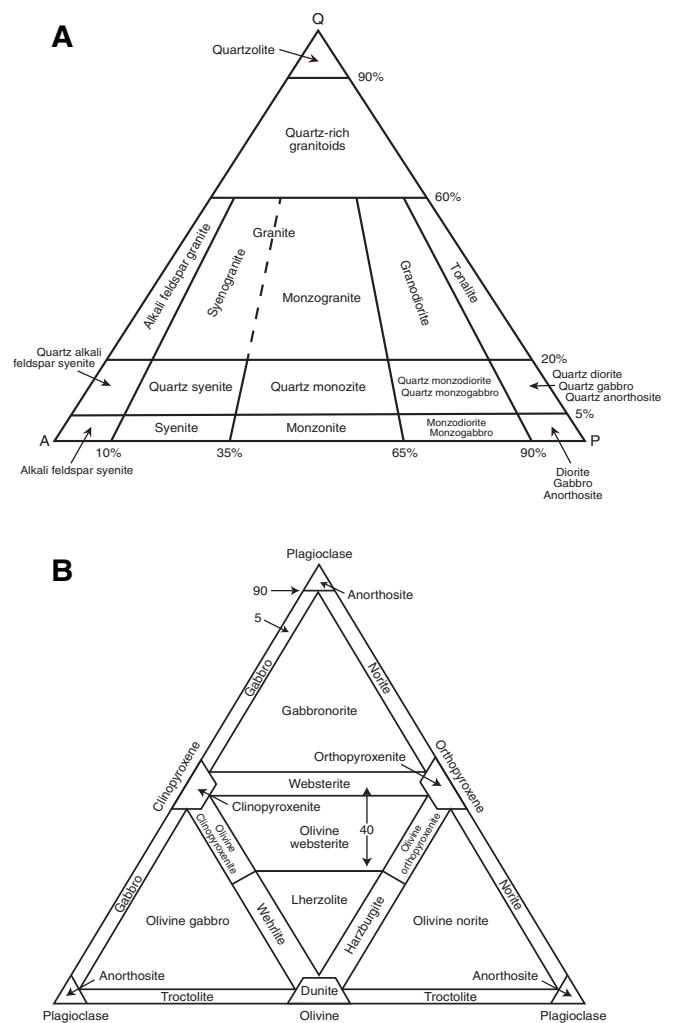 A
Q
Quartzolite
90%
Quartz-rich
granitoids
60%
Alkali feldspar granite
Syenogranite
Granite
Monzogranite
Granodiorite
Tonalite
Quartz alkali
feldspar syenite
20%
Quartz syenite
Quartz monozite
Quartz monzodiorite
Quartz monzogabbro
Quartz diorite
Quartz gabbro
Quartz anorthosite
5%
Syenite
Monzonite
Monzodiorite
Monzogabbro
A
P
10%
35%
65%
90%
Alkali feldspar syenite
Diorite
Gabbro
Anorthosite
B
Plagioclase
90
Anorthosite
5
Gabbro
Norite
Gabbronorite
Orthopyroxenite
Clinopyroxene
Orthopyroxene
Websterite
Clinopyroxenite
Olivine
Clinopyroxenite
Olivine
websterite
40
Olivine
orthopyroxenite
Lherzolite
Gabbro
Olivine gabbro
Wehrlite
Harzburgite
Olivine norite
Norite
Anorthosite
Anorthosite
Troctolite
Dunite
Troctolite
Plagioclase
Olivine
Plagioclase